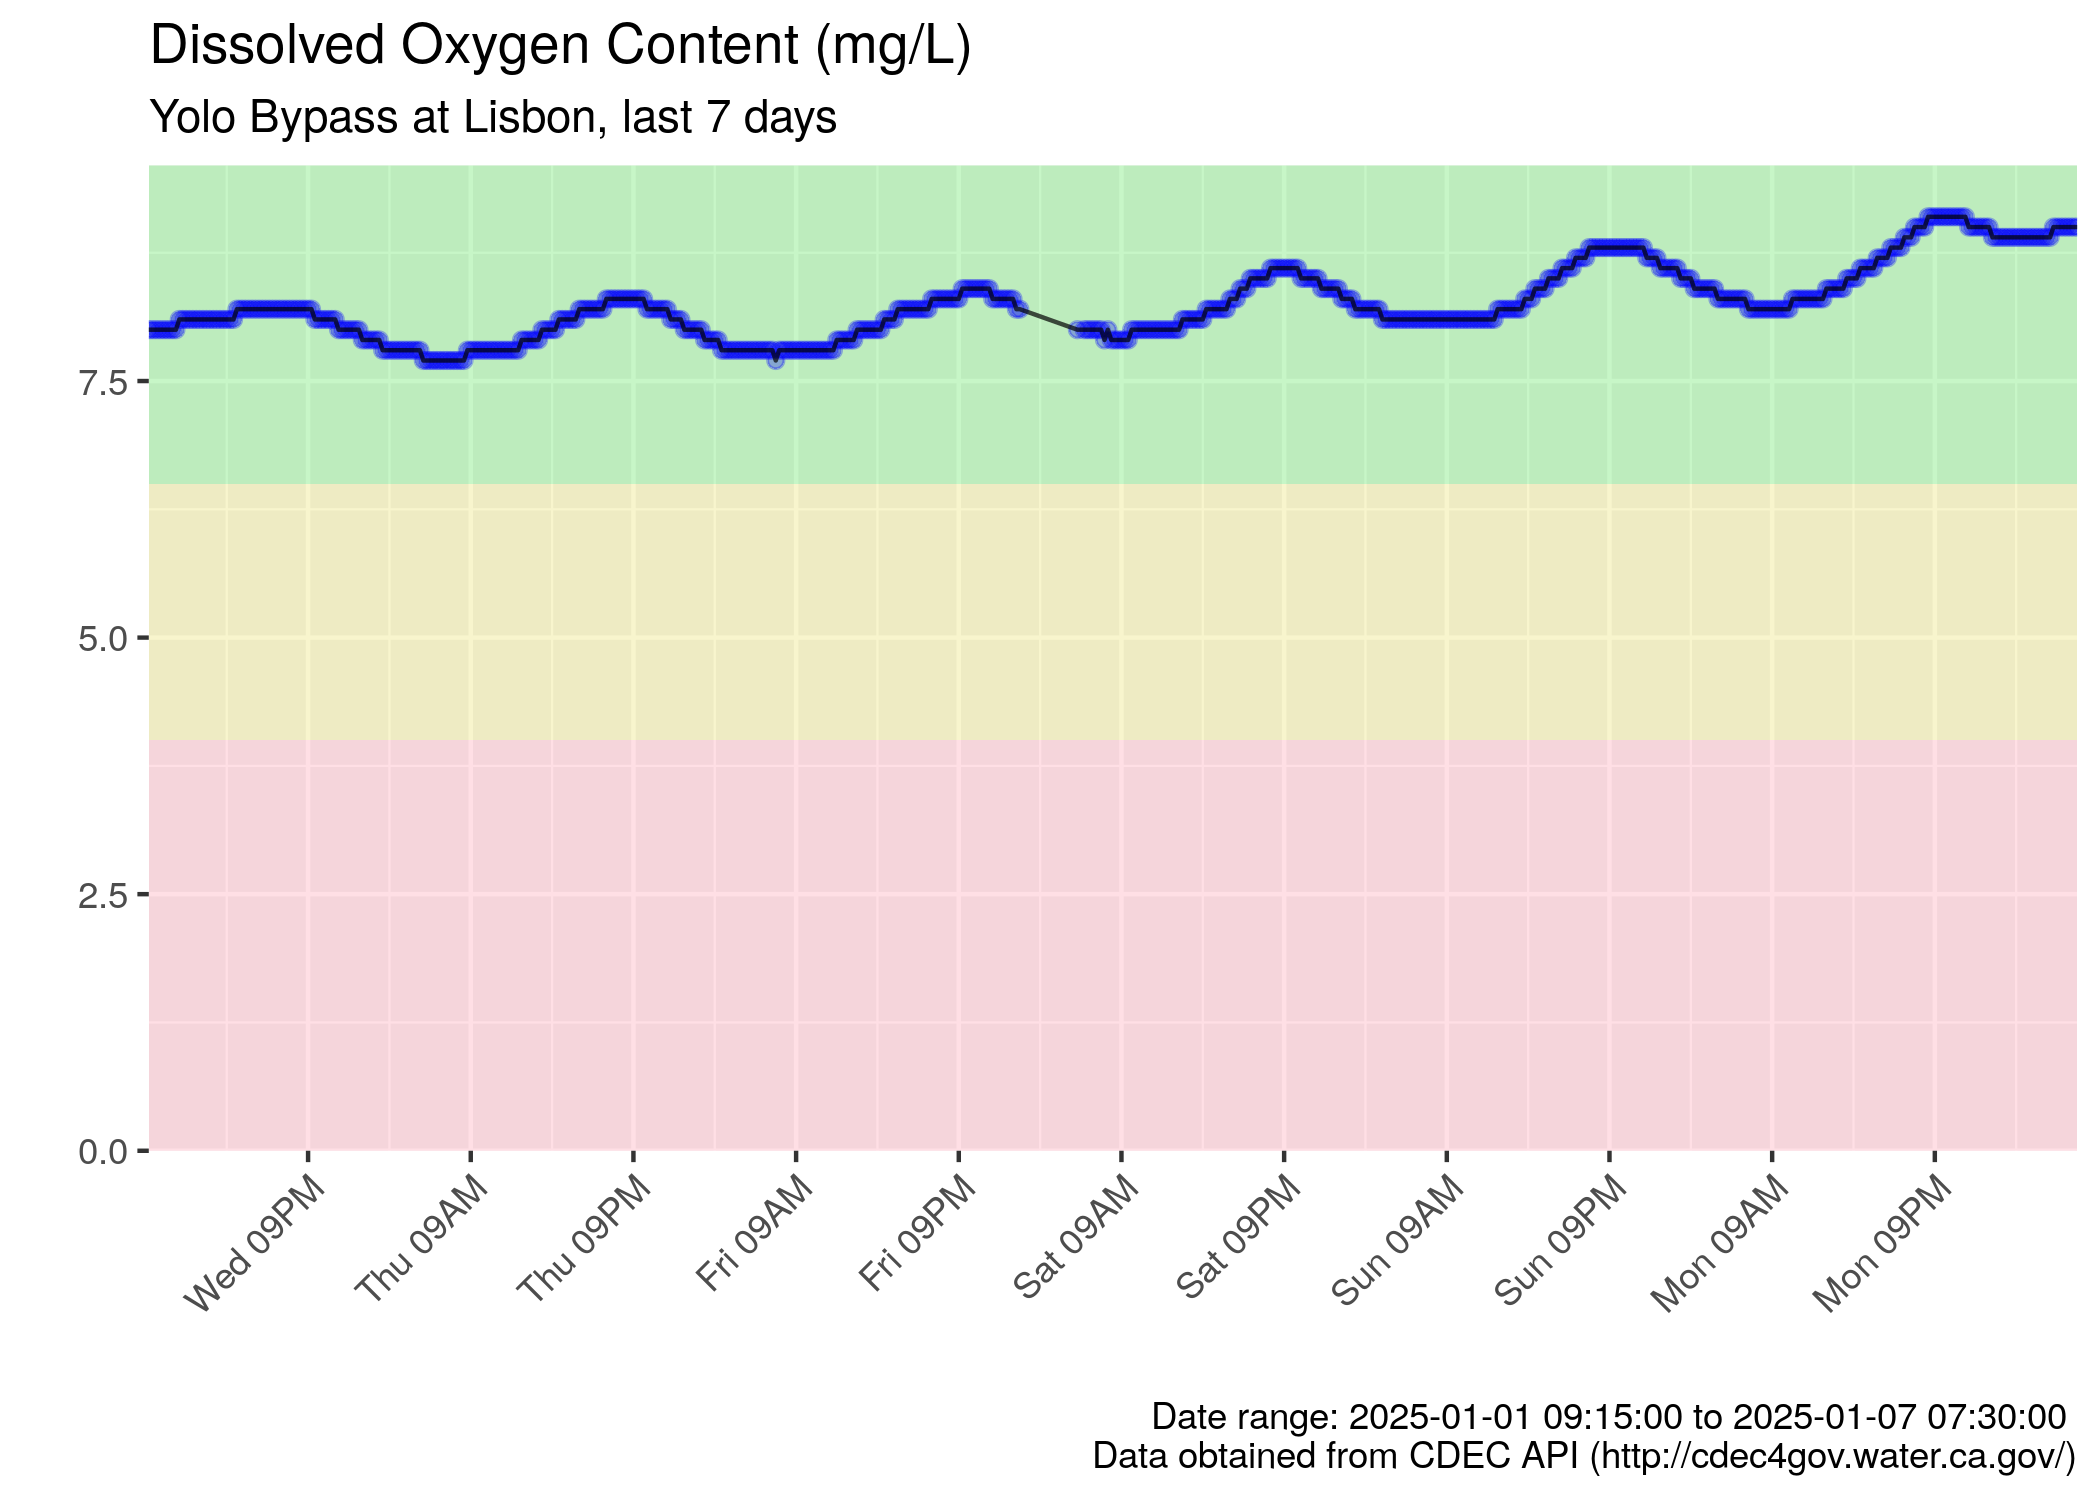 Dissolved Oxygen Content (mg/L)
Yolo Bypass at Lisbon, last 7 days
7.5
5.0
2.5
0.0
Wed 09PM
Thu 09AM
Thu 09PM
Fri 09AM
Fri 09PM
Sat 09AM
Sat 09PM
Sun 09AM
Sun 09PM
Mon 09AM
Mon 09PM
Date range: 2025-01-01 09:15:00 to 2025-01-07 07:30:00
Data obtained from CDEC API (http://cdec4gov.water.ca.gov/)